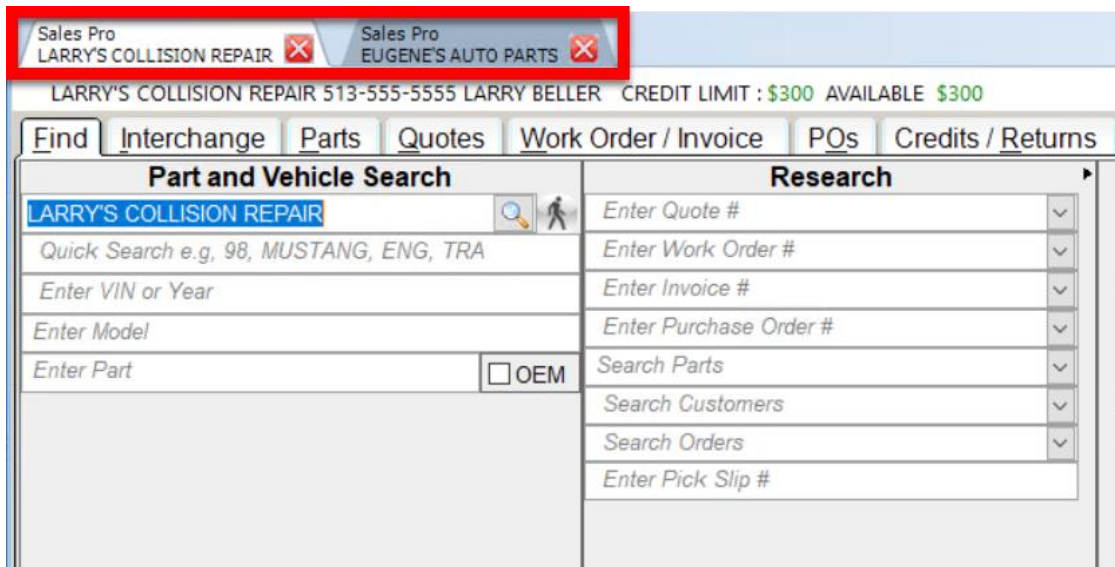 Sales Pro
LARRY'S COLLISION REPAIR
Sales Pro
EUGENE'S AUTO PARTS
LARRY'S COLLISION REPAIR 513-555-5555 LARRY BELLER CREDIT LIMIT : $300 AVAILABLE $300
Find Interchange Parts Quotes Work Order / Invoice POs Credits / Returns
Part and Vehicle Search
LARRY'S COLLISION REPAIR
Quick Search e.g, 98, MUSTANG, ENG, TRA
Enter VIN or Year
Enter Model
Enter Part
OEM
Research
Enter Quote #
Enter Work Order #
Enter Invoice #
Enter Purchase Order #
Search Parts
Search Customers
Search Orders
Enter Pick Slip #